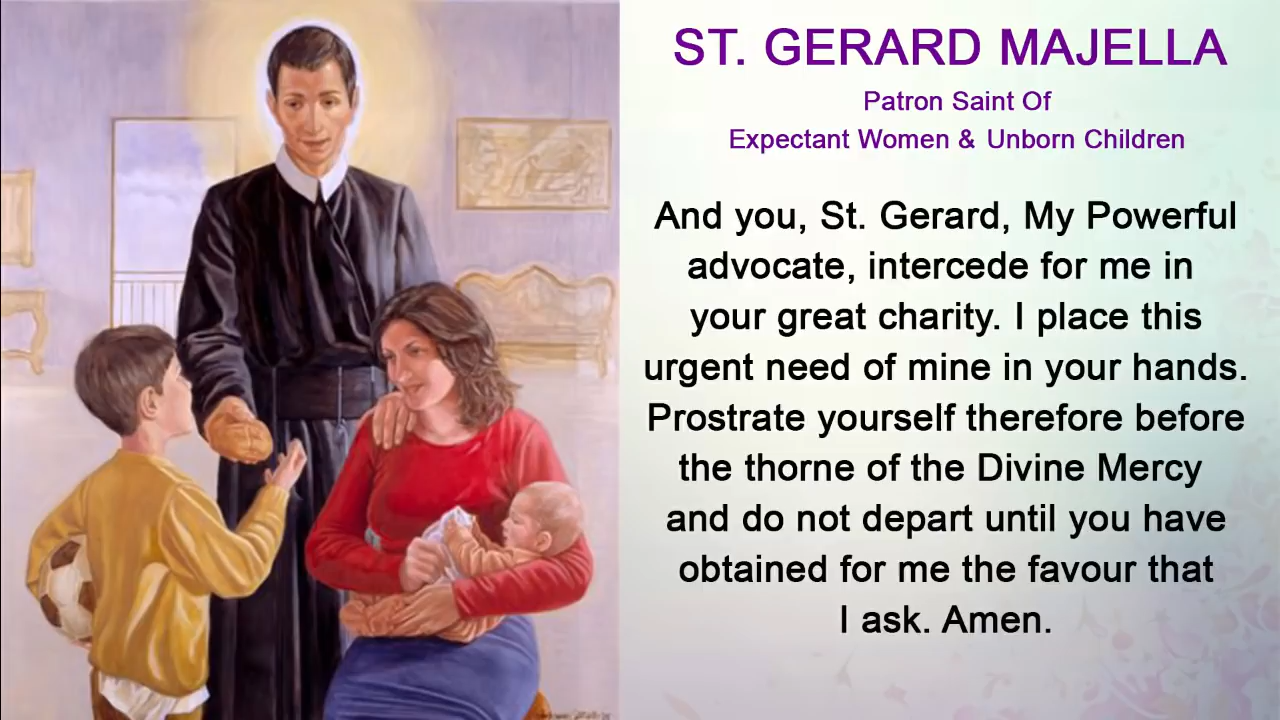 ST. GERARD MAJELLA
Patron Saint Of
Expectant Women & Unborn Children
And you, St. Gerard, My Powerful
advocate, intercede for me in
your great charity. I place this
urgent need of mine in your hands.
Prostrate yourself therefore before
the thorne of the Divine Mercy
and do not depart until you have
obtained for me the favour that
I ask. Amen.